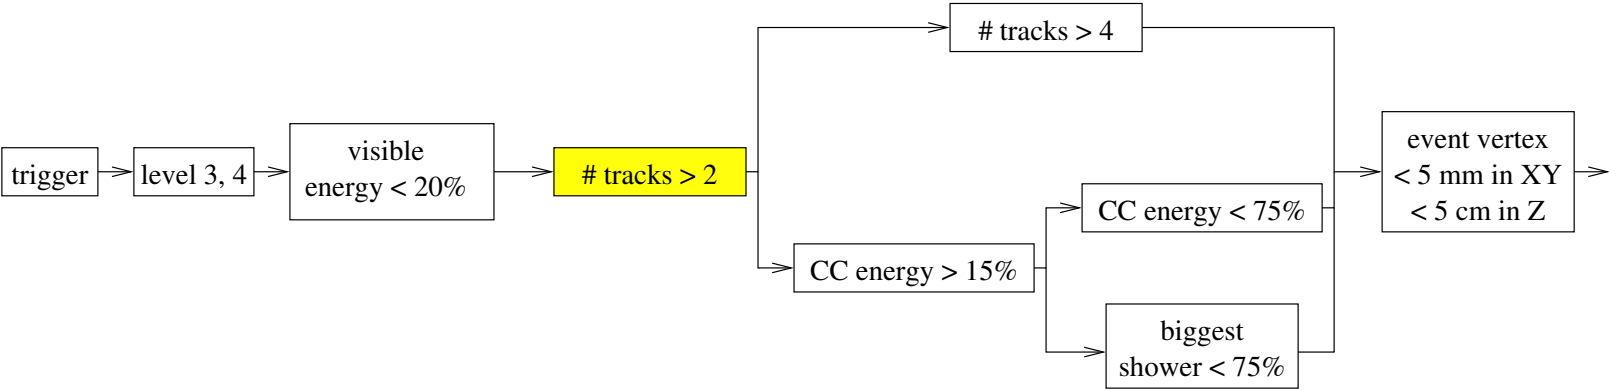 trigger
level 3, 4
visible
energy < 20%
# tracks > 2
# tracks > 4
CC energy > 15%
CC energy < 75%
biggest
shower < 75%
event vertex
< 5 mm in XY
< 5 cm in Z